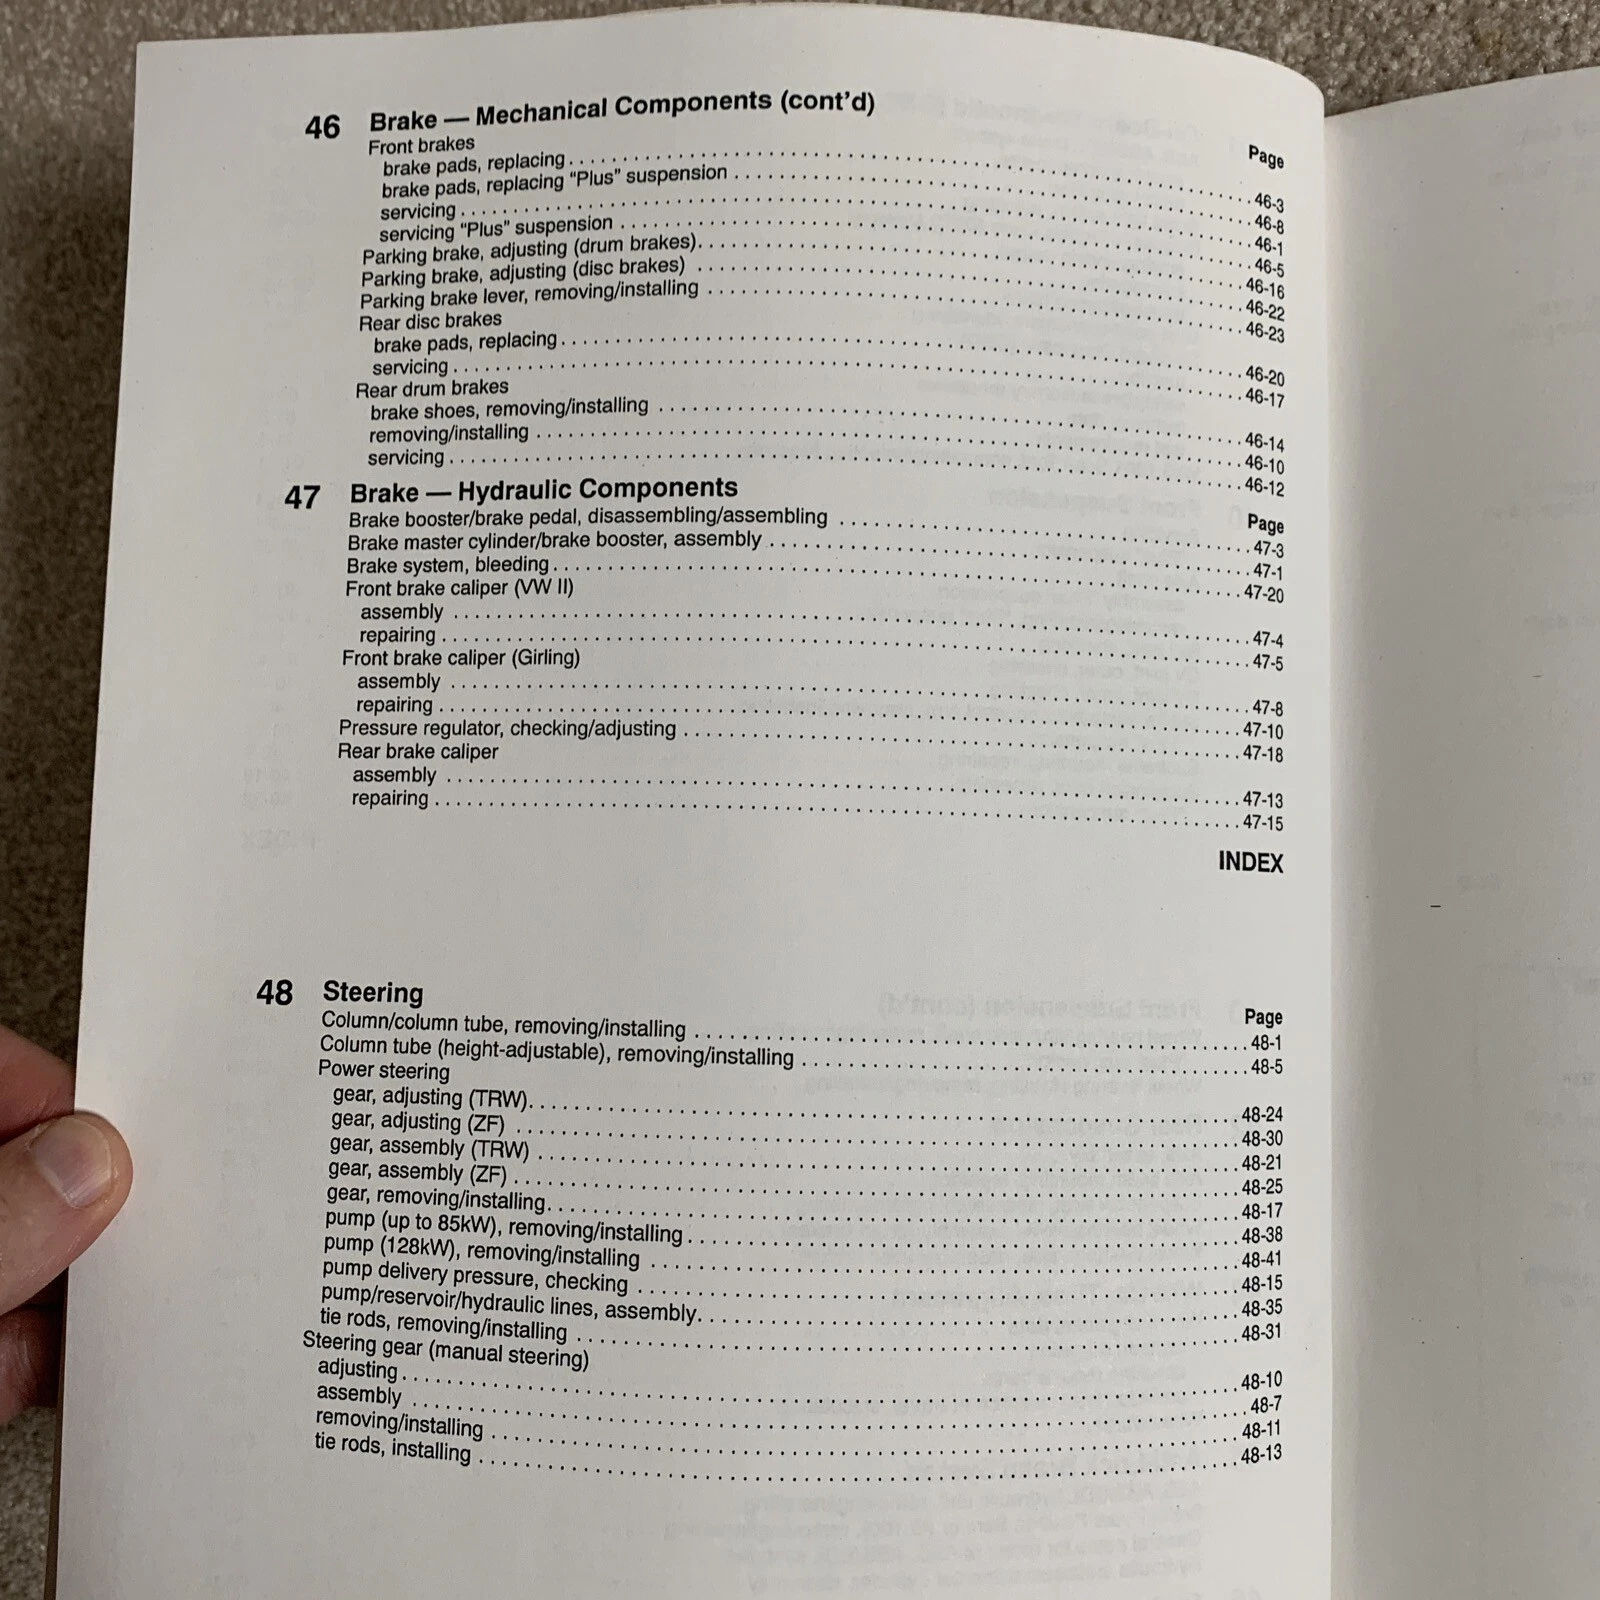 46 Brake — Mechanical Components (cont'd)
Page
Front brakes
brake pads, replacing . . . . 46-3
brake pads, replacing "Plus" suspension . . . . 46-8
servicing . . . . 46-1
servicing "Plus" suspension . . . . 46-5
Parking brake, adjusting (drum brakes) . . . . 46-16
Parking brake, adjusting (disc brakes) . . . . 46-22
Parking brake lever, removing/installing . . . . 46-23
Rear disc brakes
brake pads, replacing . . . . 46-20
servicing . . . . 46-17
Rear drum brakes
brake shoes, removing/installing . . . . 46-14
removing/installing . . . . 46-10
servicing . . . . 46-12
47 Brake — Hydraulic Components
Page
Brake booster/brake pedal, disassembling/assembling . . . . 47-3
Brake master cylinder/brake booster, assembly . . . . 47-1
Brake system, bleeding . . . . 47-20
Front brake caliper (VW II)
assembly . . . . 47-4
repairing . . . . 47-5
Front brake caliper (Girling)
assembly . . . . 47-8
repairing . . . . 47-10
Pressure regulator, checking/adjusting . . . . 47-18
Rear brake caliper
assembly . . . . 47-13
repairing . . . . 47-15
INDEX
48 Steering
Page
Column/column tube, removing/installing . . . . 48-1
Column tube (height-adjustable), removing/installing . . . . 48-5
Power steering
gear, adjusting (TRW) . . . . 48-24
gear, adjusting (ZF) . . . . 48-30
gear, assembly (TRW) . . . . 48-21
gear, assembly (ZF) . . . . 48-25
gear, removing/installing . . . . 48-17
pump (up to 85kW), removing/installing . . . . 48-38
pump (128kW), removing/installing . . . . 48-41
pump delivery pressure, checking . . . . 48-15
pump/reservoir/hydraulic lines, assembly . . . . 48-35
tie rods, removing/installing . . . . 48-31
Steering gear (manual steering)
adjusting . . . . 48-10
assembly . . . . 48-7
removing/installing . . . . 48-11
tie rods, installing . . . . 48-13